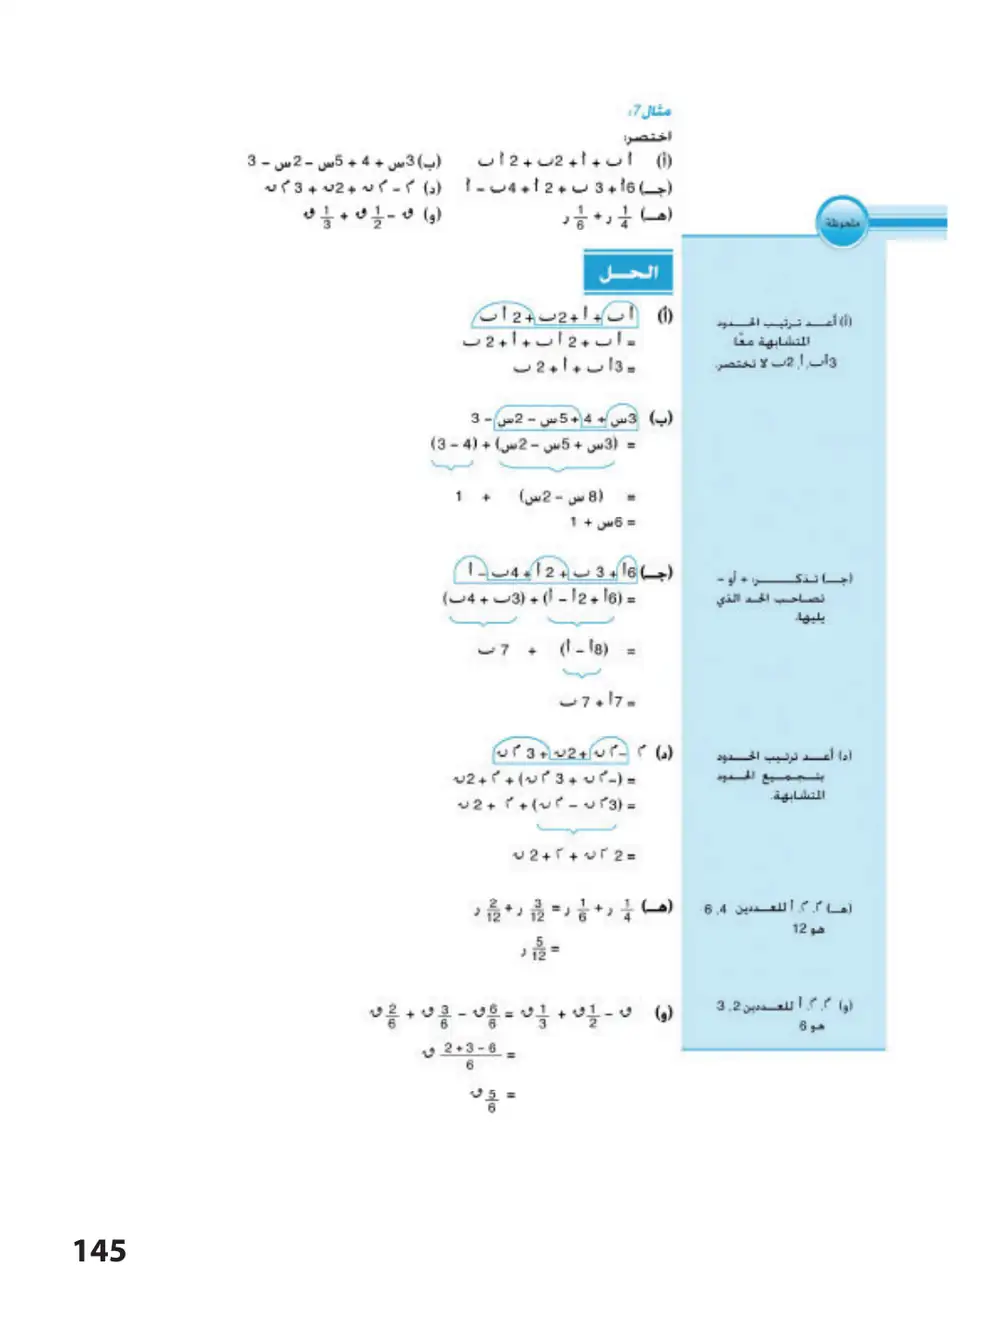 مثال 7:
اختصر:
(أ) أ ب + أ + 2ب + 2 أ ب
(ب) 3س + 4 + 5س – 2س – 3
(جـ) 6أ + 3 ب + 2 أ + 4ب – أ
(د) م – م ن + 2ن + 3 م ن
(هـ) 1/4 ر + 1/6 ر
(و) ق – 1/2 ق + 1/3 ق
ملحوظة
الحــل
(أ) أ ب + أ + 2ب + 2 أ ب
= أ ب + 2 أ ب + أ + 2 ب
= 3أ ب + أ + 2 ب
(أ) أعد ترتيب الحدود
المتشابهة معًا
3أب، أ، 2ب لا تختصر.
(ب) 3س + 4 + 5س – 2س – 3
= (3س + 5س – 2س) + (4 – 3)
= (8 س – 2س) + 1
= 6س + 1
(جـ) 6أ + 3 ب + 2 أ + 4ب – أ
= (6أ + 2أ – أ) + (3ب + 4ب)
= (8أ – أ) + 7 ب
= 7أ + 7 ب
(جـ) تذكر: + أو –
تصاحب الحد الذي
يليها.
(د) م – م ن + 2ن + 3 م ن
= (–م ن + 3 م ن) + م + 2ن
= (3م ن – م ن) + م + 2 ن
= 2 م ن + م + 2 ن
(د) أعد ترتيب الحدود
بتجميع الحدود
المتشابهة.
(هـ) 1/4 ر + 1/6 ر = 3/12 ر + 2/12 ر
= 5/12 ر
(هـ) م. م. أ للعددين 4، 6
هو 12
(و) ق – 1/2 ق + 1/3 ق = 6/6 ق – 3/6 ق + 2/6 ق
= 6 – 3 + 2 / 6 ق
= 5/6 ق
(و) م. م. أ للعددين 2، 3
هو 6
145